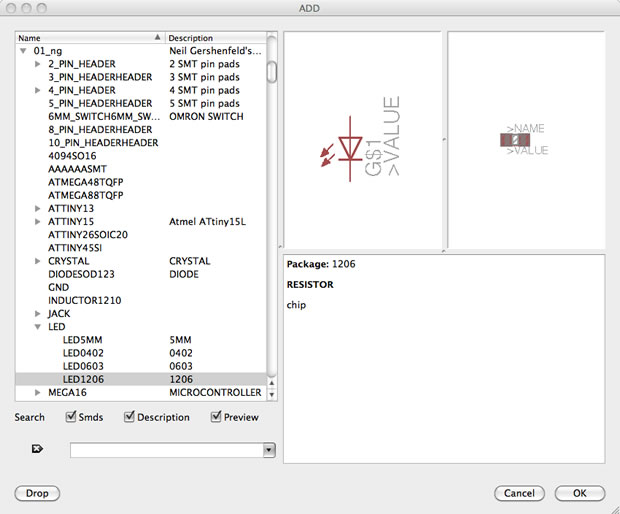 ADD
Name Description
01_ng Neil Gershenfeld's...
2_PIN_HEADER 2 SMT pin pads
3_PIN_HEADERHEADER 3 SMT pin pads
4_PIN_HEADER 4 SMT pin pads
5_PIN_HEADERHEADER 5 SMT pin pads
6MM_SWITCH6MM_SW... OMRON SWITCH
8_PIN_HEADERHEADER
10_PIN_HEADERHEADER
4094SO16
AAAAAASMT
ATMEGA48TQFP
ATMEGA88TQFP
ATTINY13
ATTINY15 Atmel ATtiny15L
ATTINY26SOIC20
ATTINY45SI
CRYSTAL CRYSTAL
DIODESOD123 DIODE
GND
INDUCTOR1210
JACK
LED
LED5MM 5MM
LED0402 0402
LED0603 0603
LED1206 1206
MEGA16 MICROCONTROLLER
G$1
>VALUE
>NAME
>VALUE
Package: 1206
RESISTOR
chip
Search Smds Description Preview
Drop Cancel OK